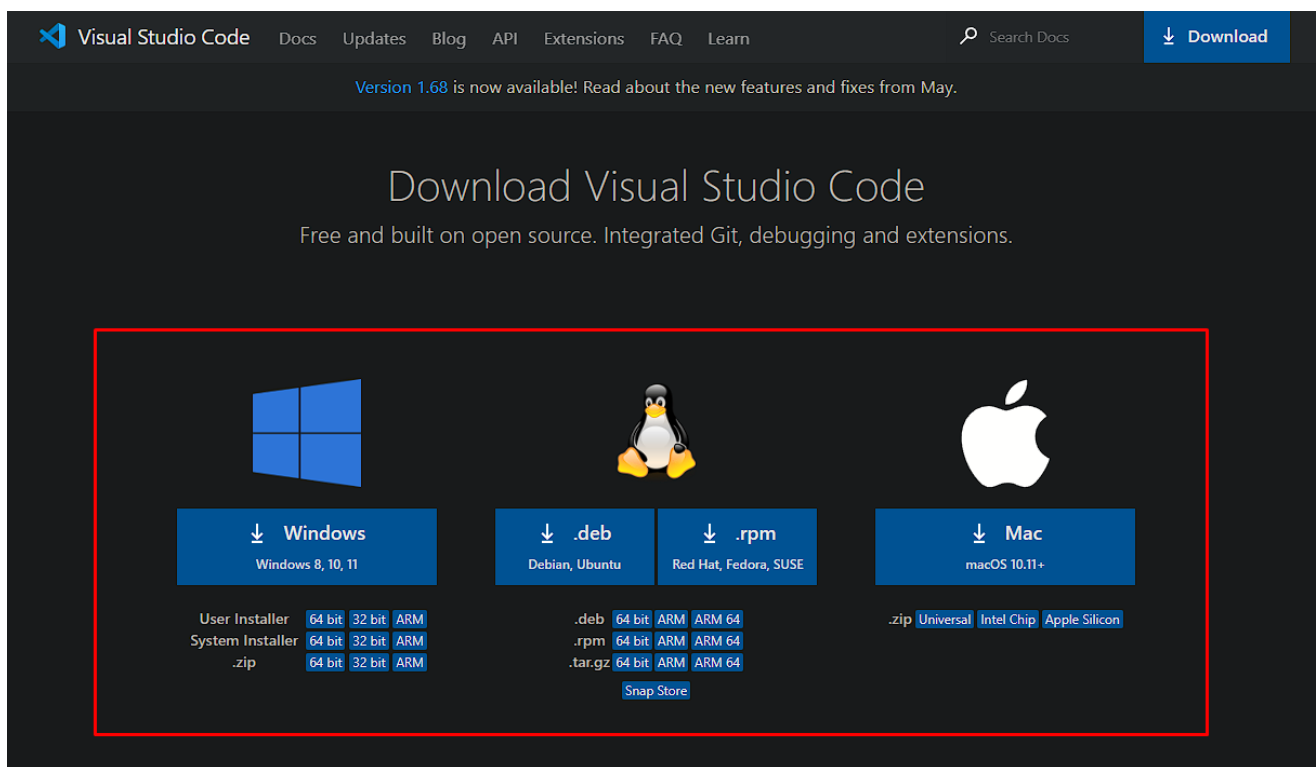 Visual Studio Code Docs Updates Blog API Extensions FAQ Learn Search Docs Download
Version 1.68 is now available! Read about the new features and fixes from May.
Download Visual Studio Code
Free and built on open source. Integrated Git, debugging and extensions.
Windows
Windows 8, 10, 11
User Installer 64 bit 32 bit ARM
System Installer 64 bit 32 bit ARM
.zip 64 bit 32 bit ARM
.deb
Debian, Ubuntu
.rpm
Red Hat, Fedora, SUSE
.deb 64 bit ARM ARM 64
.rpm 64 bit ARM ARM 64
.tar.gz 64 bit ARM ARM 64
Snap Store
Mac
macOS 10.11+
.zip Universal Intel Chip Apple Silicon